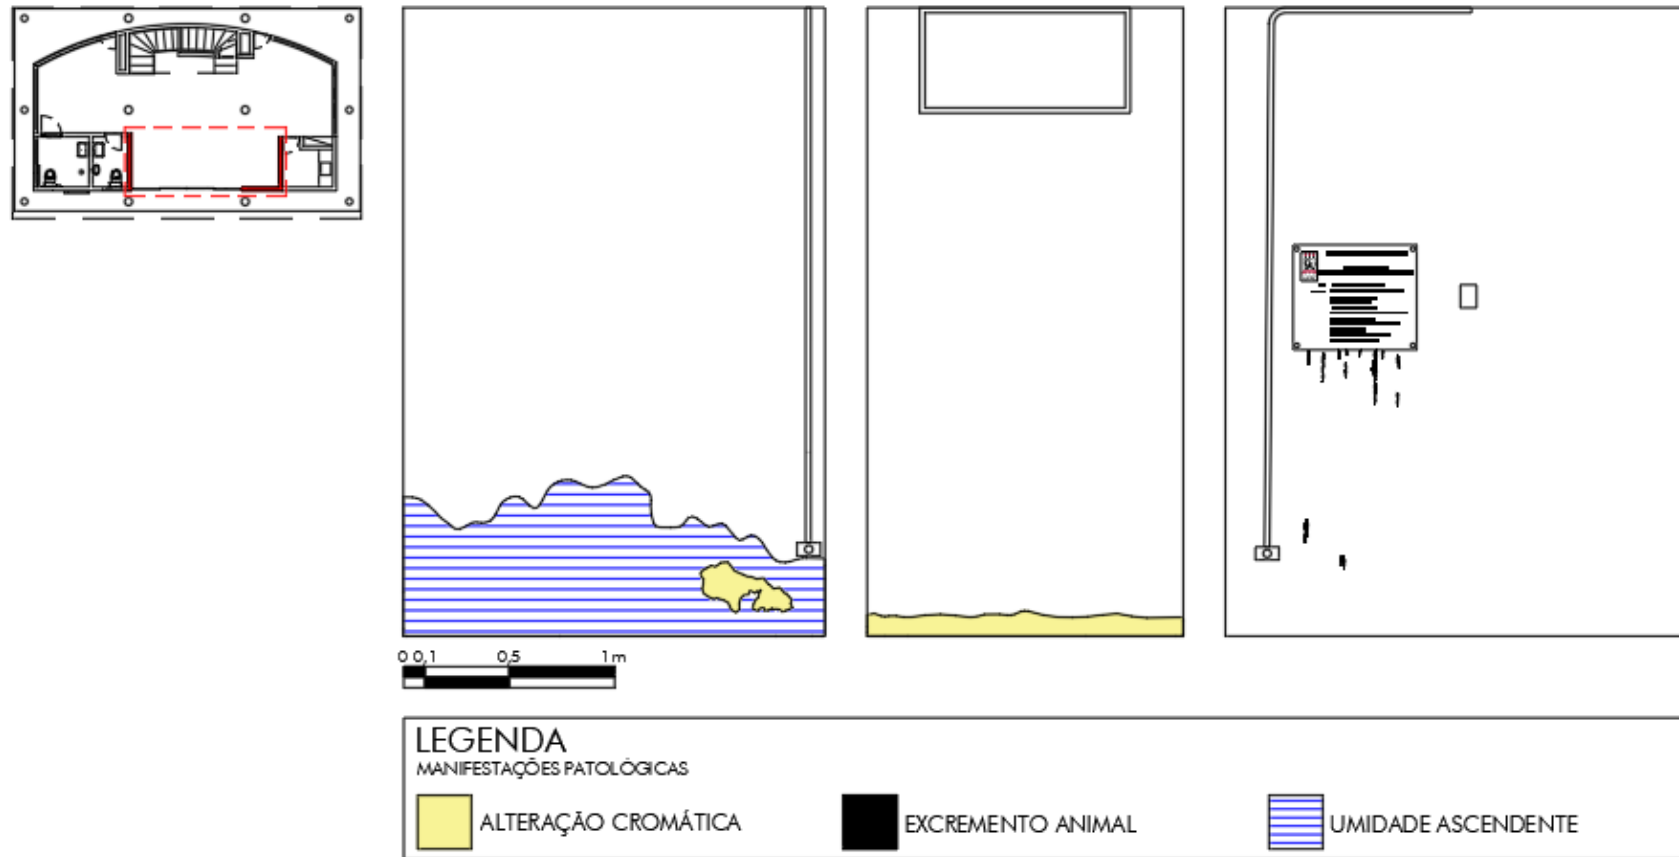 0 0,1 0,5 1m
LEGENDA
MANIFESTAÇÕES PATOLÓGICAS
ALTERAÇÃO CROMÁTICA
EXCREMENTO ANIMAL
UMIDADE ASCENDENTE